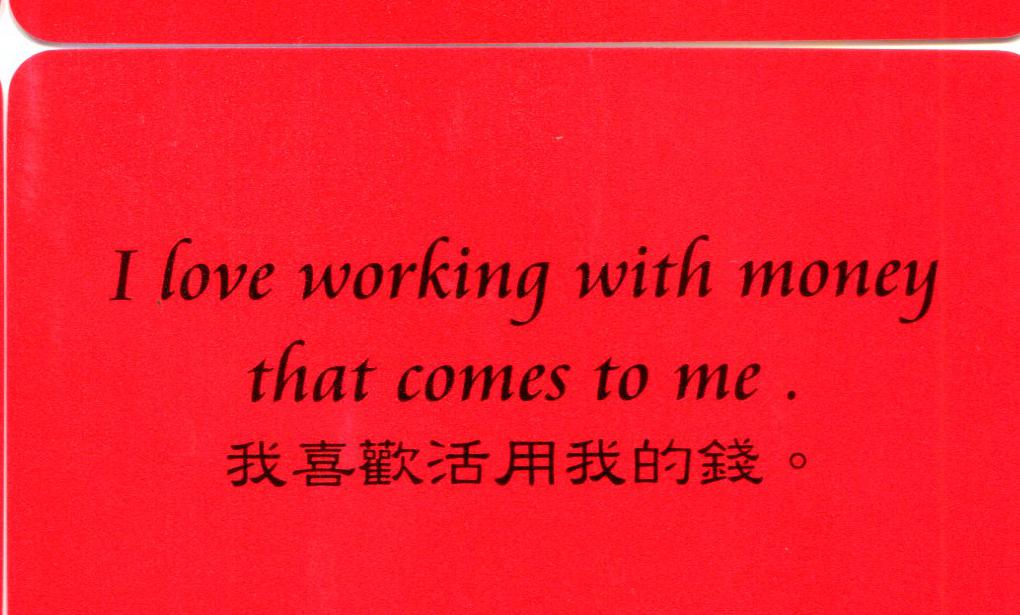 I love working with money
that comes to me .
我喜歡活用我的錢。